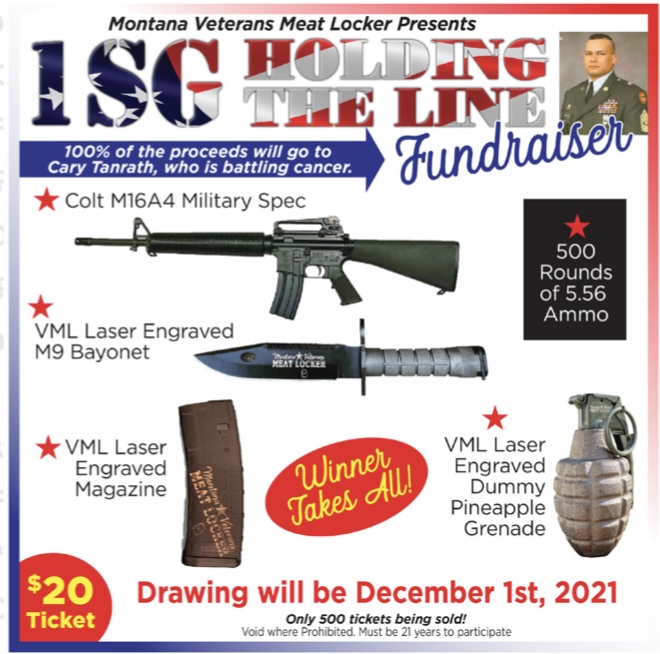 Montana Veterans Meat Locker Presents
1SG HOLDING
THE LINE
Fundraiser
100% of the proceeds will go to
Cary Tanrath, who is battling cancer.
Colt M16A4 Military Spec
500
Rounds
of 5.56
Ammo
VML Laser Engraved
M9 Bayonet
Montana Veterans
MEAT LOCKER
VML Laser
Engraved
Magazine
Montana Veterans
MEAT LOCKER
Winner
Takes All!
VML Laser
Engraved
Dummy
Pineapple
Grenade
$20
Ticket
Drawing will be December 1st, 2021
Only 500 tickets being sold!
Void where Prohibited. Must be 21 years to participate